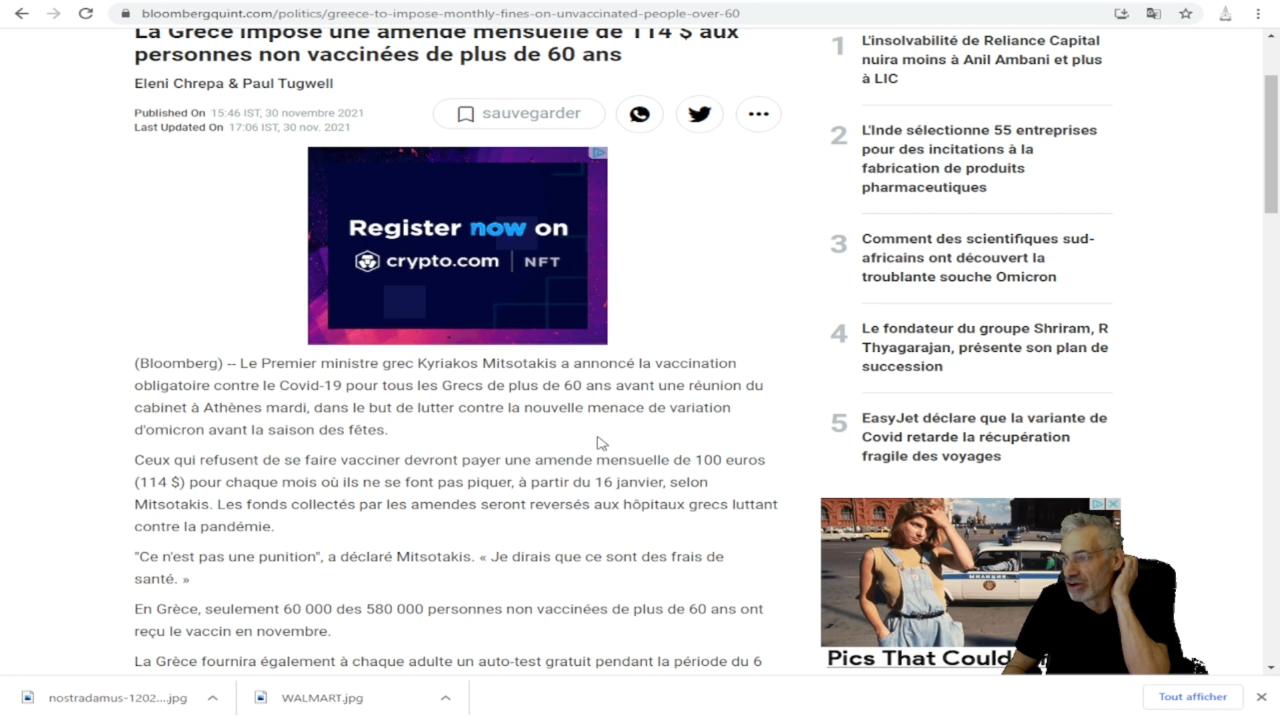 bloombergquint.com/politics/greece-to-impose-monthly-fines-on-unvaccinated-people-over-60
La Grèce impose une amende mensuelle de 114 $ aux
personnes non vaccinées de plus de 60 ans
Eleni Chrepa & Paul Tugwell
Published On 15:46 IST, 30 novembre 2021
Last Updated On 17:06 IST, 30 nov. 2021
sauvegarder
Register now on
crypto.com | NFT
(Bloomberg) -- Le Premier ministre grec Kyriakos Mitsotakis a annoncé la vaccination
obligatoire contre le Covid-19 pour tous les Grecs de plus de 60 ans avant une réunion du
cabinet à Athènes mardi, dans le but de lutter contre la nouvelle menace de variation
d'omicron avant la saison des fêtes.
Ceux qui refusent de se faire vacciner devront payer une amende mensuelle de 100 euros
(114 $) pour chaque mois où ils ne se font pas piquer, à partir du 16 janvier, selon
Mitsotakis. Les fonds collectés par les amendes seront reversés aux hôpitaux grecs luttant
contre la pandémie.
"Ce n'est pas une punition", a déclaré Mitsotakis. « Je dirais que ce sont des frais de
santé. »
En Grèce, seulement 60 000 des 580 000 personnes non vaccinées de plus de 60 ans ont
reçu le vaccin en novembre.
La Grèce fournira également à chaque adulte un auto-test gratuit pendant la période du 6
1 L'insolvabilité de Reliance Capital
nuira moins à Anil Ambani et plus
à LIC
2 L'Inde sélectionne 55 entreprises
pour des incitations à la
fabrication de produits
pharmaceutiques
3 Comment des scientifiques sud-
africains ont découvert la
troublante souche Omicron
4 Le fondateur du groupe Shriram, R
Thyagarajan, présente son plan de
succession
5 EasyJet déclare que la variante de
Covid retarde la récupération
fragile des voyages
МИЛИЦИЯ
Pics That Could
nostradamus-1202....jpg
WALMART.jpg
Tout afficher